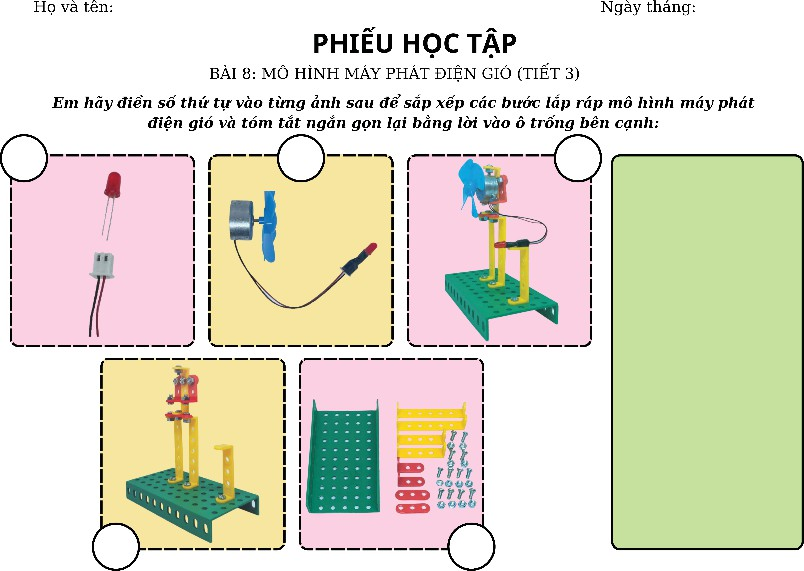 Họ và tên: Ngày tháng:
PHIẾU HỌC TẬP
BÀI 8: MÔ HÌNH MÁY PHÁT ĐIỆN GIÓ (TIẾT 3)
Em hãy điền số thứ tự vào từng ảnh sau để sắp xếp các bước lắp ráp mô hình máy phát
điện gió và tóm tắt ngắn gọn lại bằng lời vào ô trống bên cạnh: